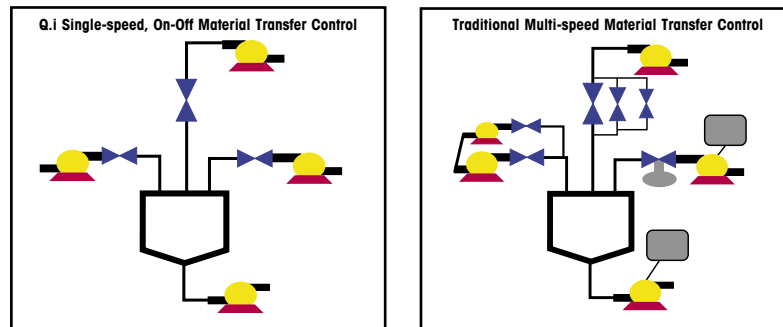 Q.i Single-speed, On-Off Material Transfer Control
Traditional Multi-speed Material Transfer Control